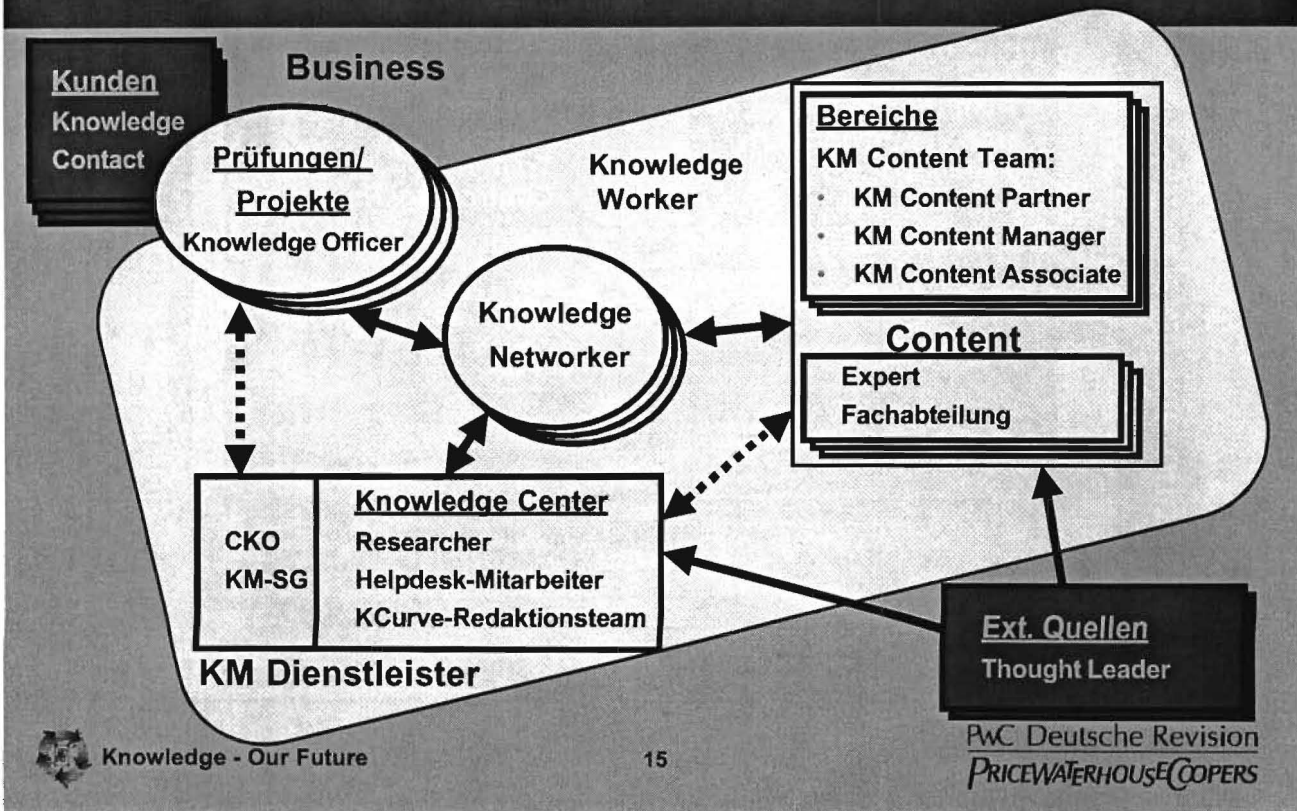 Kunden
Knowledge
Contact
Business
Prüfungen/
Projekte
Knowledge Officer
Knowledge
Worker
Bereiche
KM Content Team:
• KM Content Partner
• KM Content Manager
• KM Content Associate
Knowledge
Networker
Content
Expert
Fachabteilung
CKO
KM-SG
Knowledge Center
Researcher
Helpdesk-Mitarbeiter
KCurve-Redaktionsteam
KM Dienstleister
Ext. Quellen
Thought Leader
Knowledge - Our Future
15
PwC Deutsche Revision
PRICEWATERHOUSECOOPERS